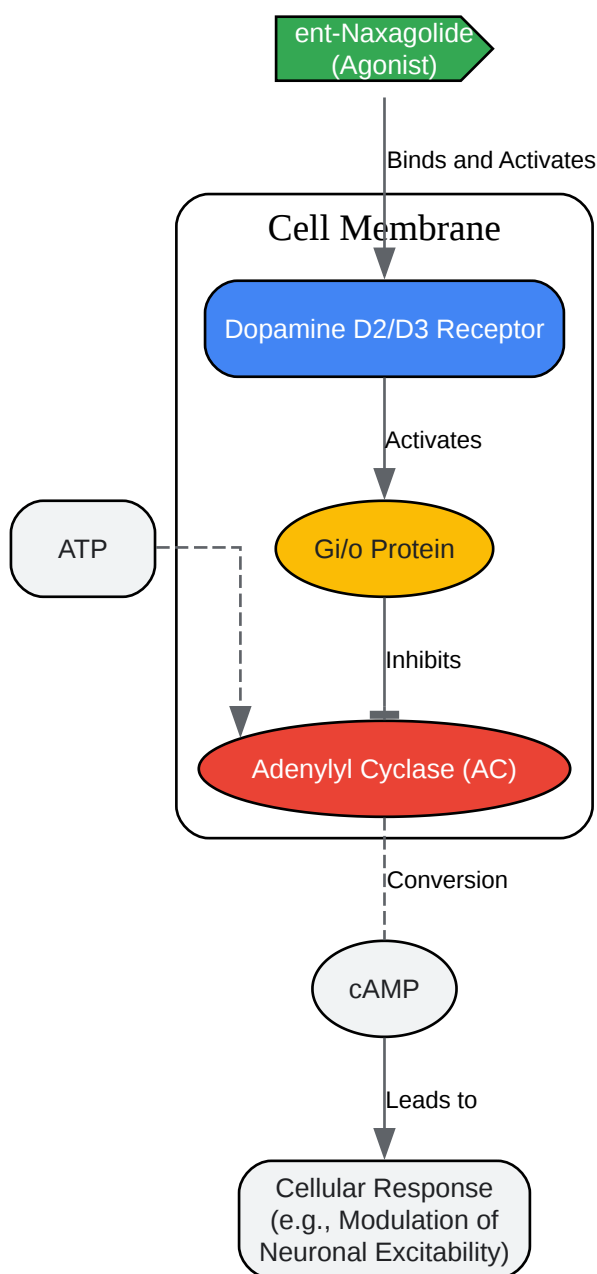 ent-Naxagolide
(Agonist)
Binds and Activates
Cell Membrane
Dopamine D2/D3 Receptor
Activates
ATP
Gi/o Protein
Inhibits
Adenylyl Cyclase (AC)
Conversion
cAMP
Leads to
Cellular Response
(e.g., Modulation of
Neuronal Excitability)